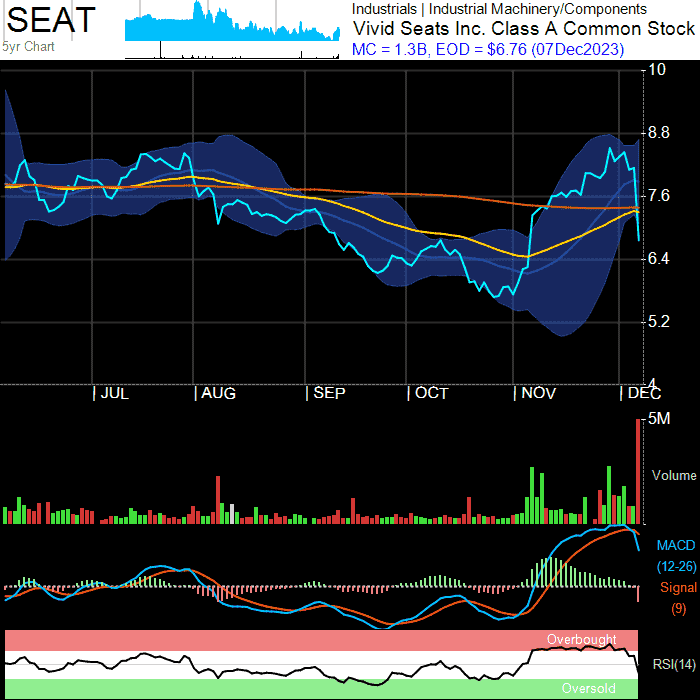 SEAT
5yr Chart
Industrials | Industrial Machinery/Components
Vivid Seats Inc. Class A Common Stock
MC = 1.3B, EOD = $6.76 (07Dec2023)
10
8.8
7.6
6.4
5.2
4
| JUL | AUG | SEP | OCT | NOV | DEC
5M
Volume
MACD
(12-26)
Signal
(9)
Overbought
RSI(14)
Oversold